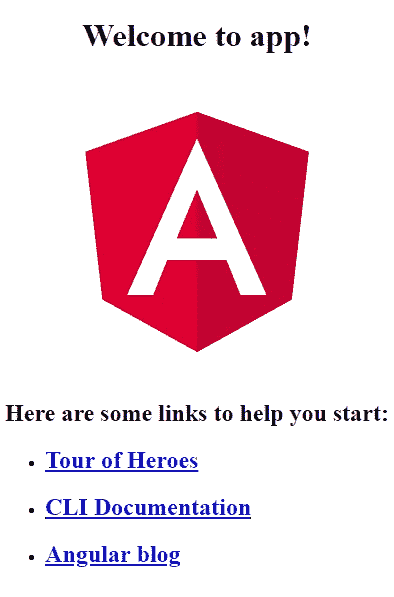 Welcome to app!
A
Here are some links to help you start:
Tour of Heroes
CLI Documentation
Angular blog